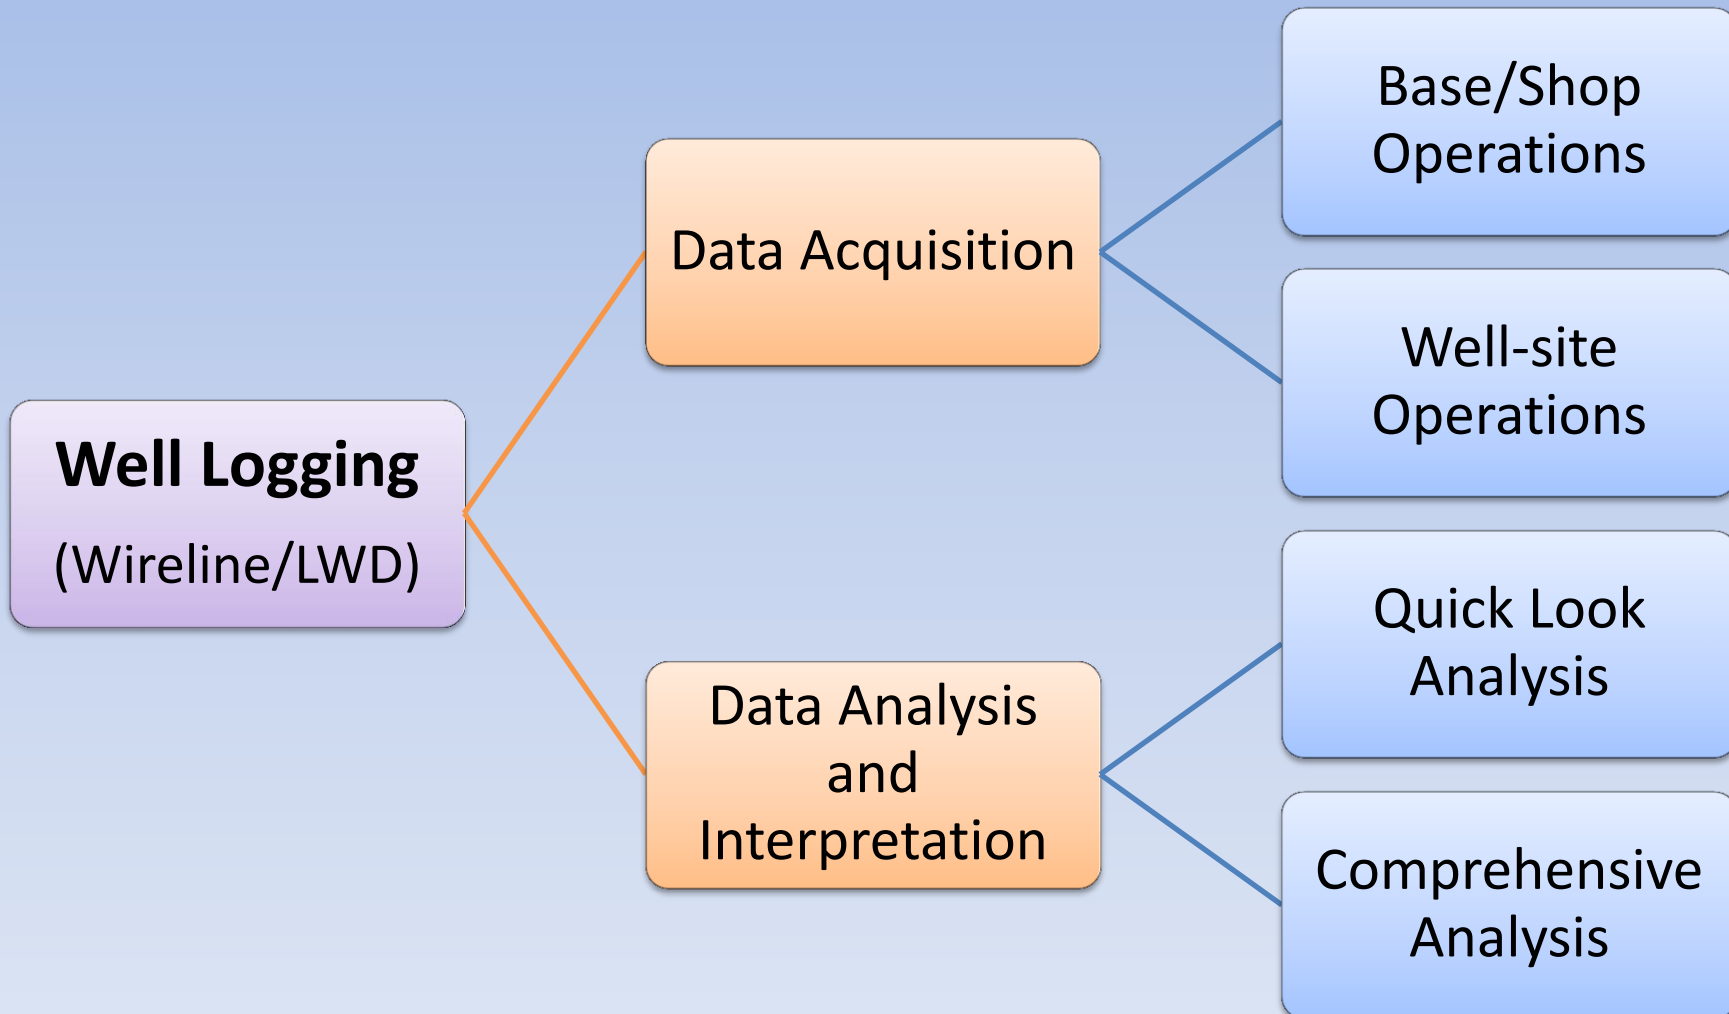 Well Logging
(Wireline/LWD)
Data Acquisition
Base/Shop
Operations
Well-site
Operations
Data Analysis
and
Interpretation
Quick Look
Analysis
Comprehensive
Analysis